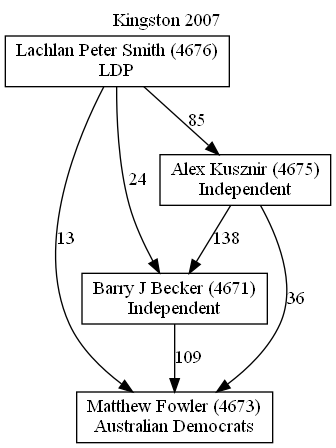 Kingston 2007
Lachlan Peter Smith (4676)
LDP
85
Alex Kusznir (4675)
Independent
24
13
138
Barry J Becker (4671)
Independent
36
109
Matthew Fowler (4673)
Australian Democrats